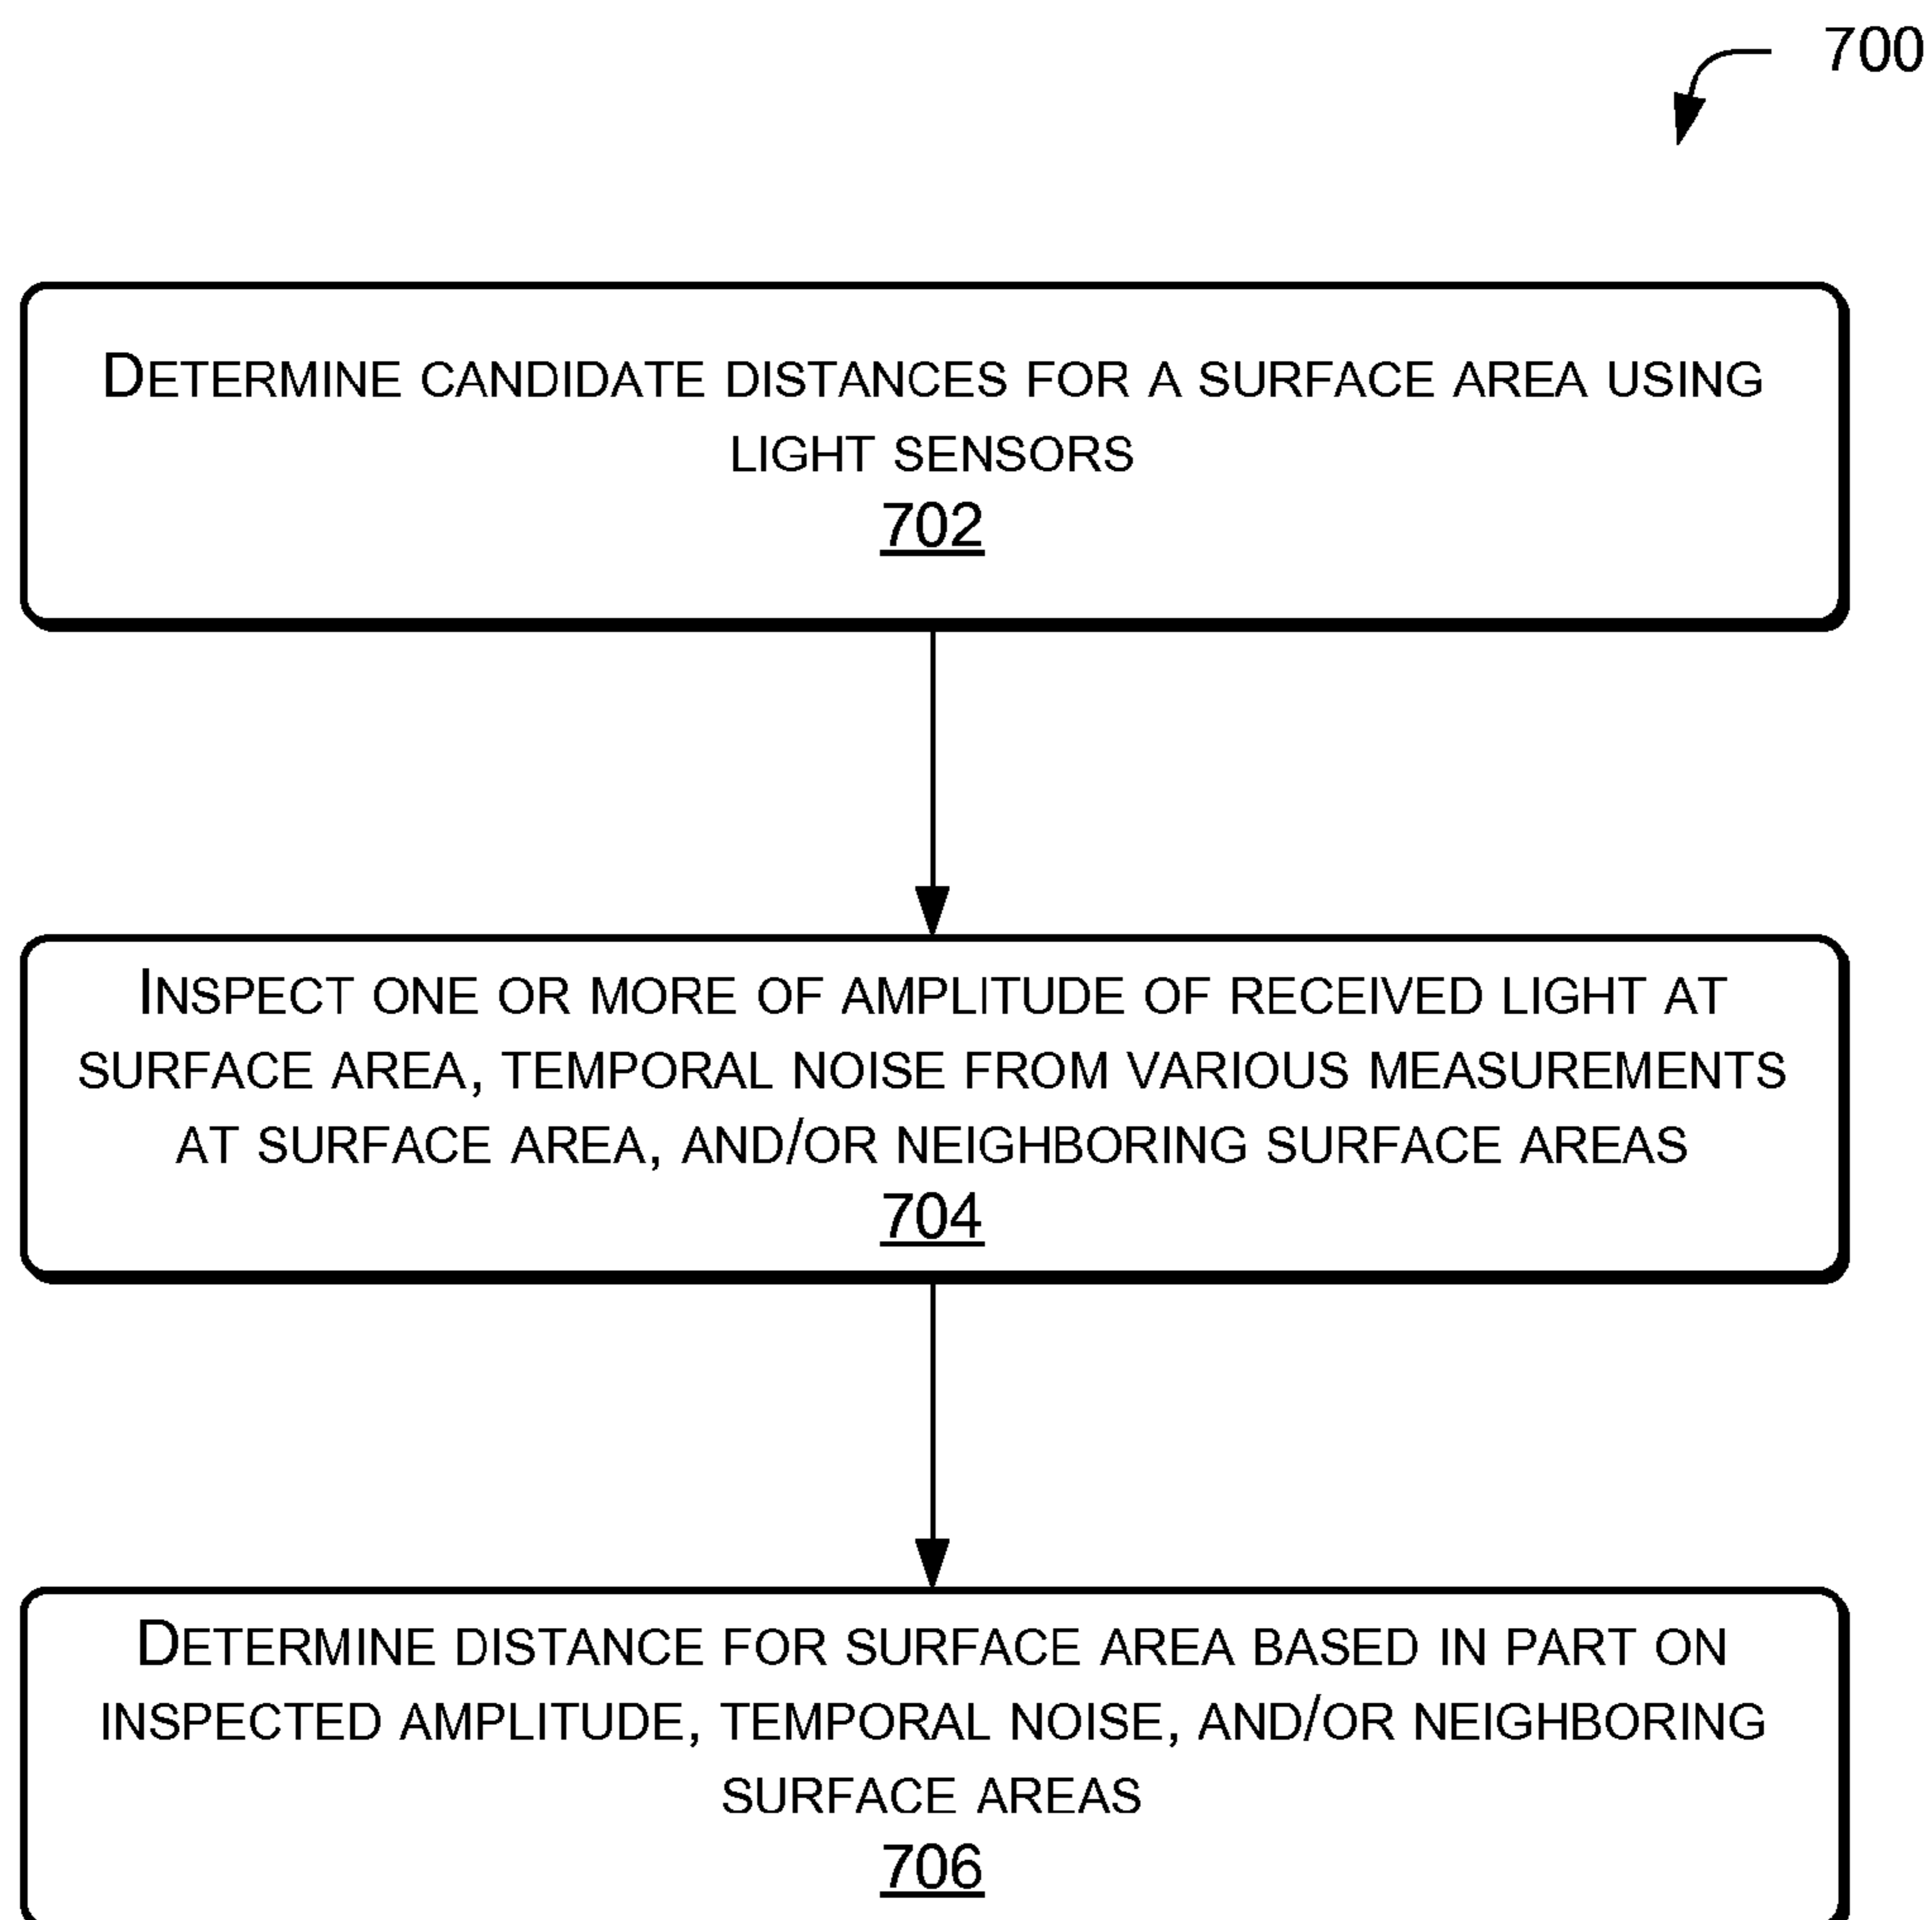 700
DETERMINE CANDIDATE DISTANCES FOR A SURFACE AREA USING
LIGHT SENSORS
702
INSPECT ONE OR MORE OF AMPLITUDE OF RECEIVED LIGHT AT
SURFACE AREA, TEMPORAL NOISE FROM VARIOUS MEASUREMENTS
AT SURFACE AREA, AND/OR NEIGHBORING SURFACE AREAS
704
DETERMINE DISTANCE FOR SURFACE AREA BASED IN PART ON
INSPECTED AMPLITUDE, TEMPORAL NOISE, AND/OR NEIGHBORING
SURFACE AREAS
706